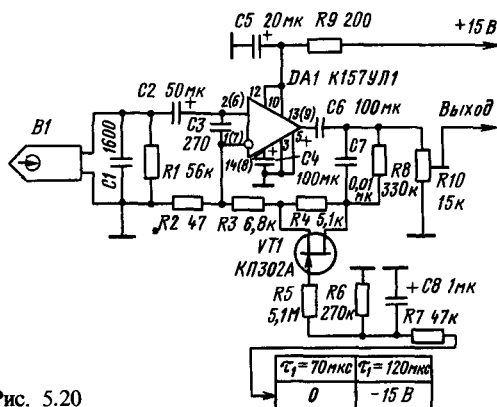 C5 20мк
R9 200
+15В
DA1 К157УЛ1
12
10
C2 50мк
2(6)
13(9)
C6 100мк
Выход
B1
C1
1600
C3
270
1(7)
5
3
C7
14(8)
C4
100мк
R1 56к
0,01
мк
R8
330к
R10
15к
R2 47
R3 6,8к
R4 5,1к
VT1
КП302А
R5
5,1М
R6
270к
C8 1мк
R7 47к
τ₁=70мкс τ₁=120мкс
0 -15 В
Рис. 5.20